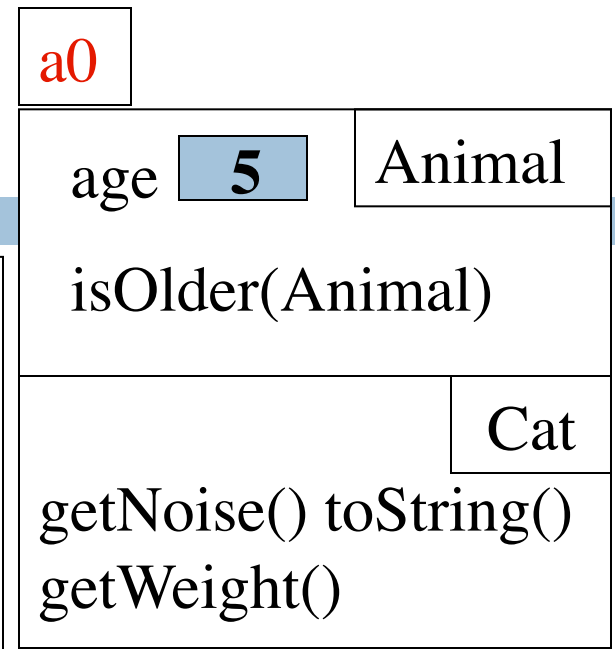 a0
age 5 Animal
isOlder(Animal)
Cat
getNoise() toString()
getWeight()